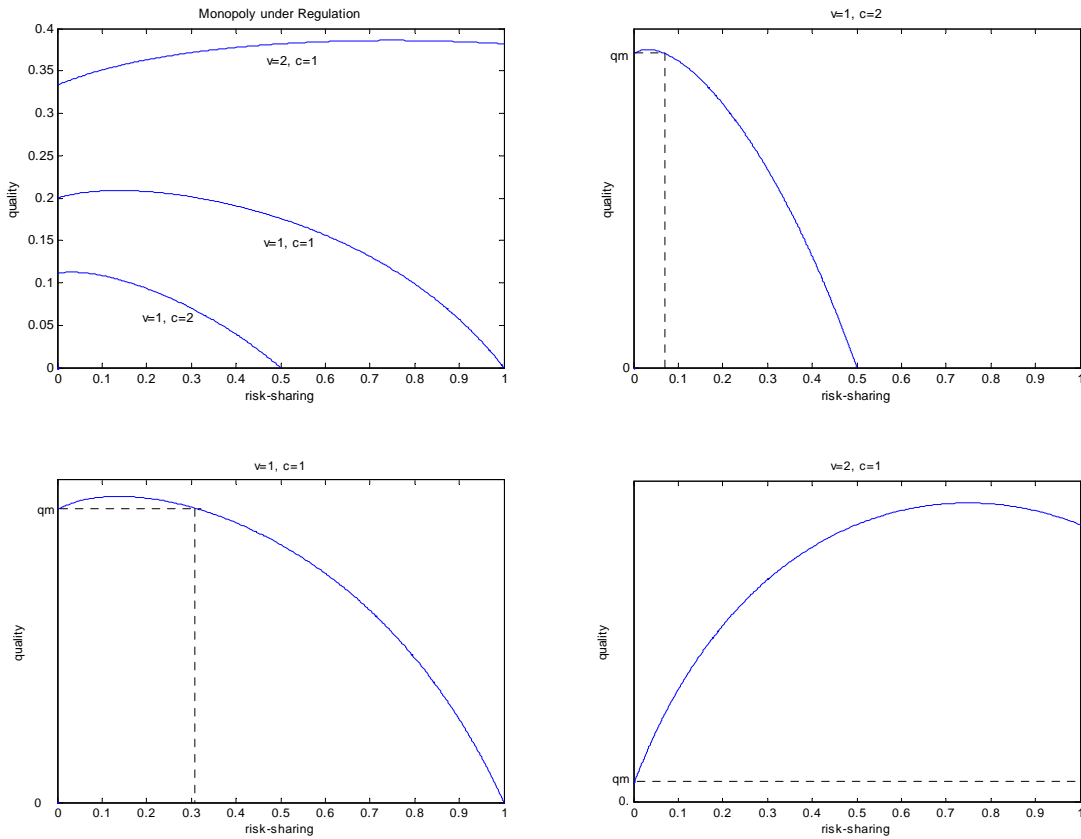 Monopoly under Regulation
0.4
0.35
0.3
0.25
0.2
0.15
0.1
0.05
0
quality
v=2, c=1
v=1, c=1
v=1, c=2
0 0.1 0.2 0.3 0.4 0.5 0.6 0.7 0.8 0.9 1
risk-sharing
v=1, c=2
qm
quality
0
0 0.1 0.2 0.3 0.4 0.5 0.6 0.7 0.8 0.9 1
risk-sharing
v=1, c=1
qm
quality
0
0 0.1 0.2 0.3 0.4 0.5 0.6 0.7 0.8 0.9 1
risk-sharing
v=2, c=1
quality
qm
0.
0 0.1 0.2 0.3 0.4 0.5 0.6 0.7 0.8 0.9 1
risk-sharing